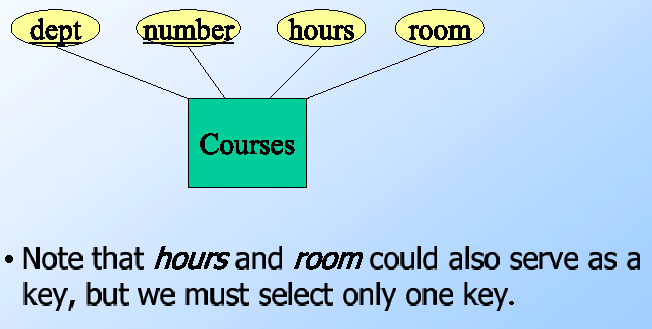 dept number hours room
Courses
• Note that hours and room could also serve as a
key, but we must select only one key.